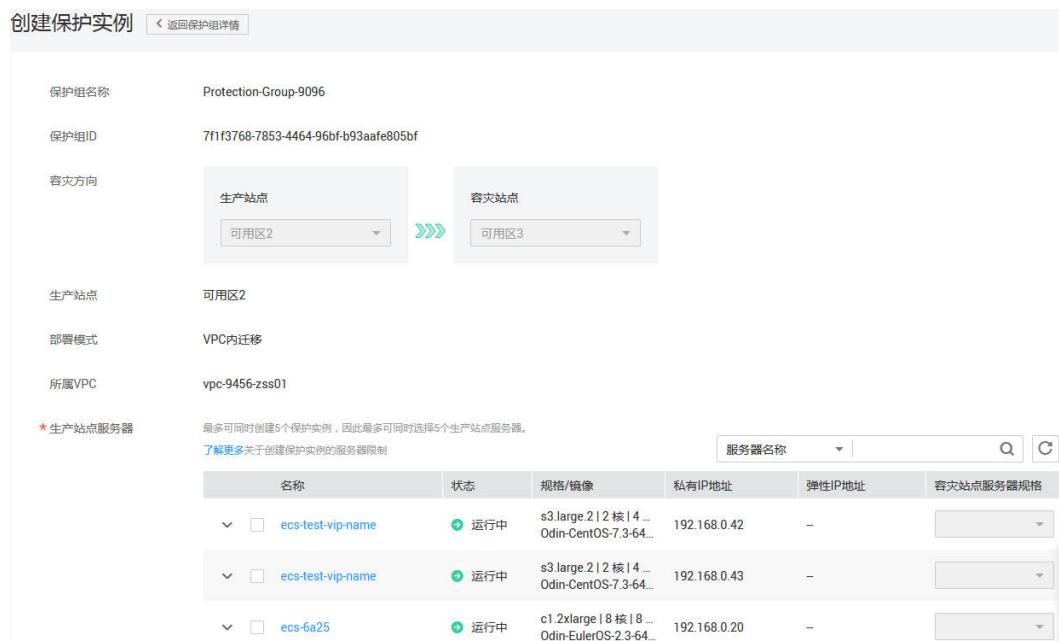 创建保护实例
返回保护组详情
保护组名称
Protection-Group-9096
保护组ID
7f1f3768-7853-4464-96bf-b93aafe805bf
容灾方向
生产站点
可用区2
容灾站点
可用区3
生产站点
可用区2
部署模式
VPC内迁移
所属VPC
vpc-9456-zss01
*生产站点服务器
最多可同时创建5个保护实例，因此最多可同时选择5个生产站点服务器。
了解更多关于创建保护实例的服务器限制
服务器名称
名称 状态 规格/镜像 私有IP地址 弹性IP地址 容灾站点服务器规格
ecs-test-vip-name 运行中 s3.large.2 | 2 核 | 4 ... 192.168.0.42 --
Odin-CentOS-7.3-64...
ecs-test-vip-name 运行中 s3.large.2 | 2 核 | 4 ... 192.168.0.43 --
Odin-CentOS-7.3-64...
ecs-6a25 运行中 c1.2xlarge | 8 核 | 8 ... 192.168.0.20 --
Odin-EulerOS-2.3-64...